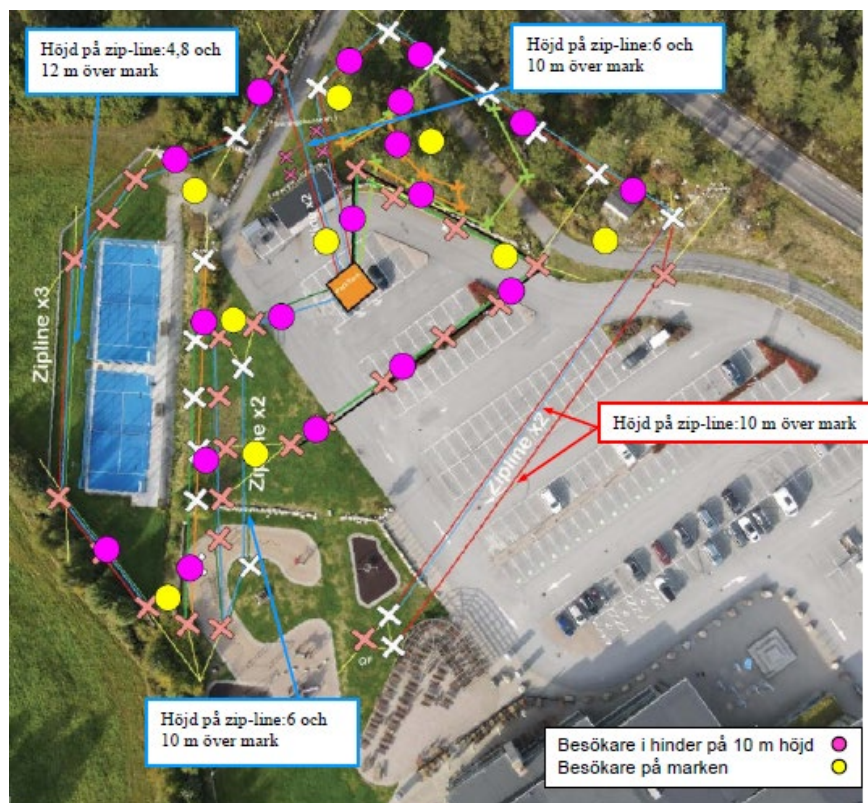 Höjd på zip-line:4,8 och
12 m över mark
Höjd på zip-line:6 och
10 m över mark
Zipline x3
Zipline x2
Höjd på zip-line:10 m över mark
Zipline x2
Höjd på zip-line:6 och
10 m över mark
Besökare i hinder på 10 m höjd
Besökare på marken